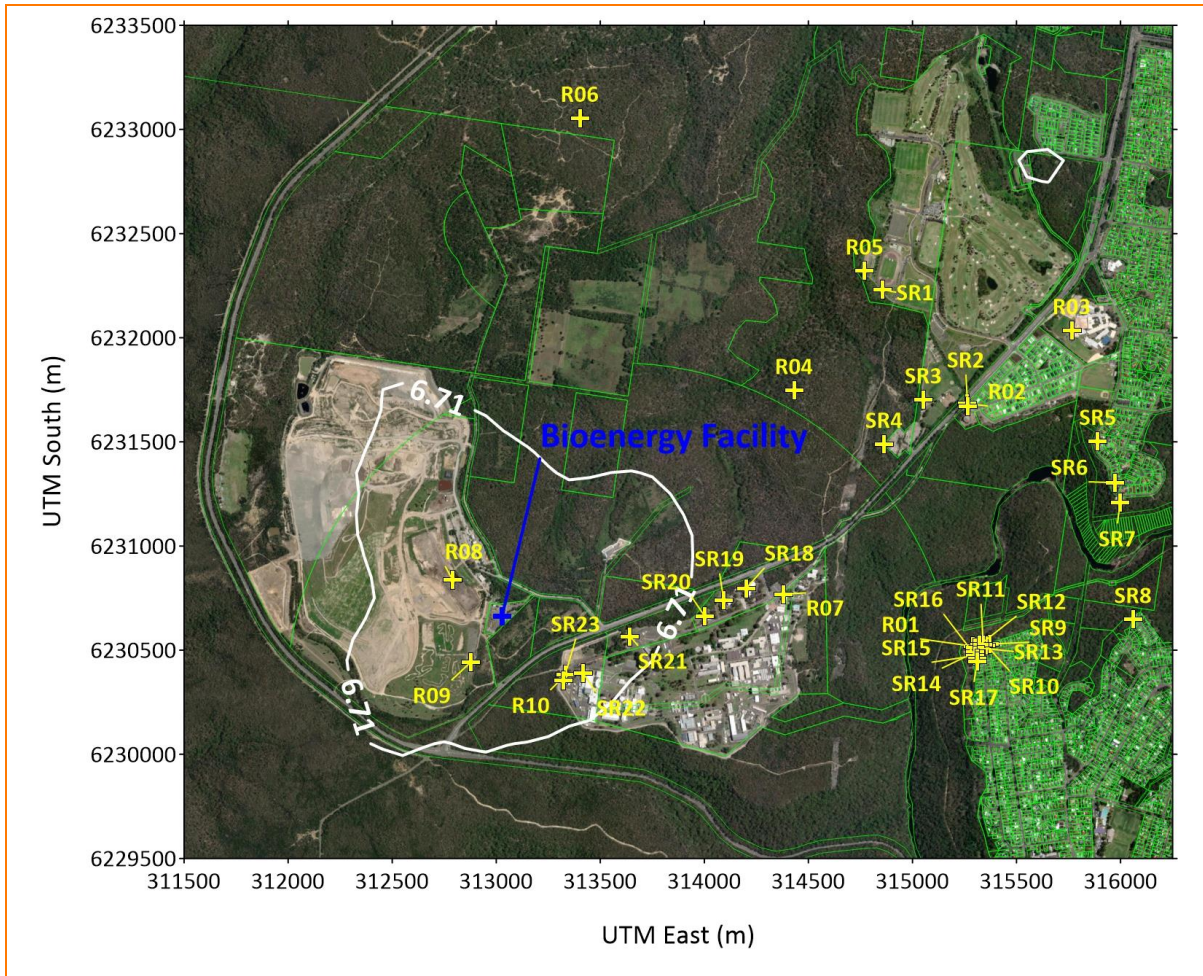 6233500
R06
6233000
6232500
R05
SR1
R03
6232000
R04
SR2
SR3
R02
6.71
6231500
SR4
SR5
Bioenergy Facility
SR6
SR7
6231000
R08
SR19
SR18
SR20
SR11
SR16
SR12
SR8
6.71
R07
R01
SR9
6230500
SR23
SR21
SR15
SR13
R09
SR14
SR10
R10
SR22
SR17
6.71
6230000
6229500
311500 312000 312500 313000 313500 314000 314500 315000 315500 316000
UTM South (m)
UTM East (m)